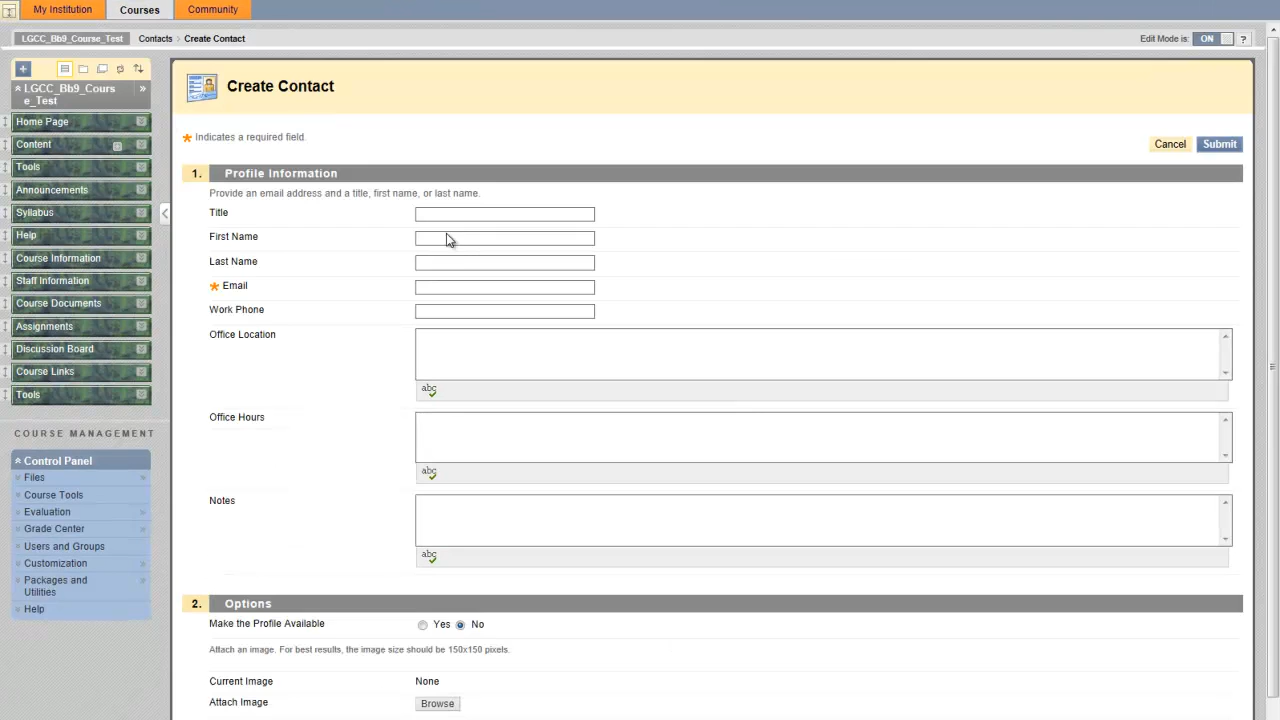 My Institution
Courses
Community
LGCC_Bb9_Course_Test
Contacts
Create Contact
Edit Mode is:
ON
?
LGCC_Bb9_Cours
e_Test
Home Page
Content
Tools
Announcements
Syllabus
Help
Course Information
Staff Information
Course Documents
Assignments
Discussion Board
Course Links
Tools
COURSE MANAGEMENT
Control Panel
Files
Course Tools
Evaluation
Grade Center
Users and Groups
Customization
Packages and
Utilities
Help
Create Contact
Indicates a required field.
Cancel
Submit
1. Profile Information
Provide an email address and a title, first name, or last name.
Title
First Name
Last Name
Email
Work Phone
Office Location
abc
Office Hours
abc
Notes
abc
2. Options
Make the Profile Available
Yes
No
Attach an image. For best results, the image size should be 150x150 pixels.
Current Image
None
Attach Image
Browse